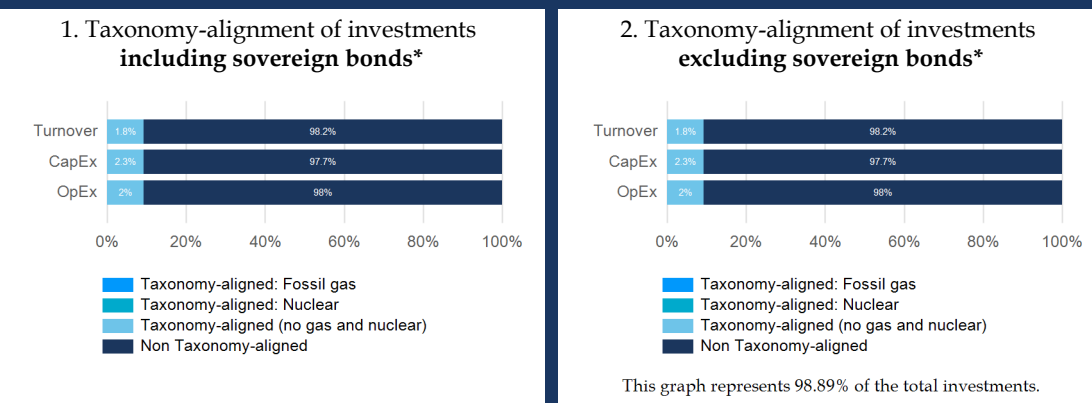 1. Taxonomy-alignment of investments
including sovereign bonds*
Turnover 1.8% 98.2%
CapEx 2.3% 97.7%
OpEx 2% 98%
0% 20% 40% 60% 80% 100%
Taxonomy-aligned: Fossil gas
Taxonomy-aligned: Nuclear
Taxonomy-aligned (no gas and nuclear)
Non Taxonomy-aligned
2. Taxonomy-alignment of investments
excluding sovereign bonds*
Turnover 1.8% 98.2%
CapEx 2.3% 97.7%
OpEx 2% 98%
0% 20% 40% 60% 80% 100%
Taxonomy-aligned: Fossil gas
Taxonomy-aligned: Nuclear
Taxonomy-aligned (no gas and nuclear)
Non Taxonomy-aligned
This graph represents 98.89% of the total investments.